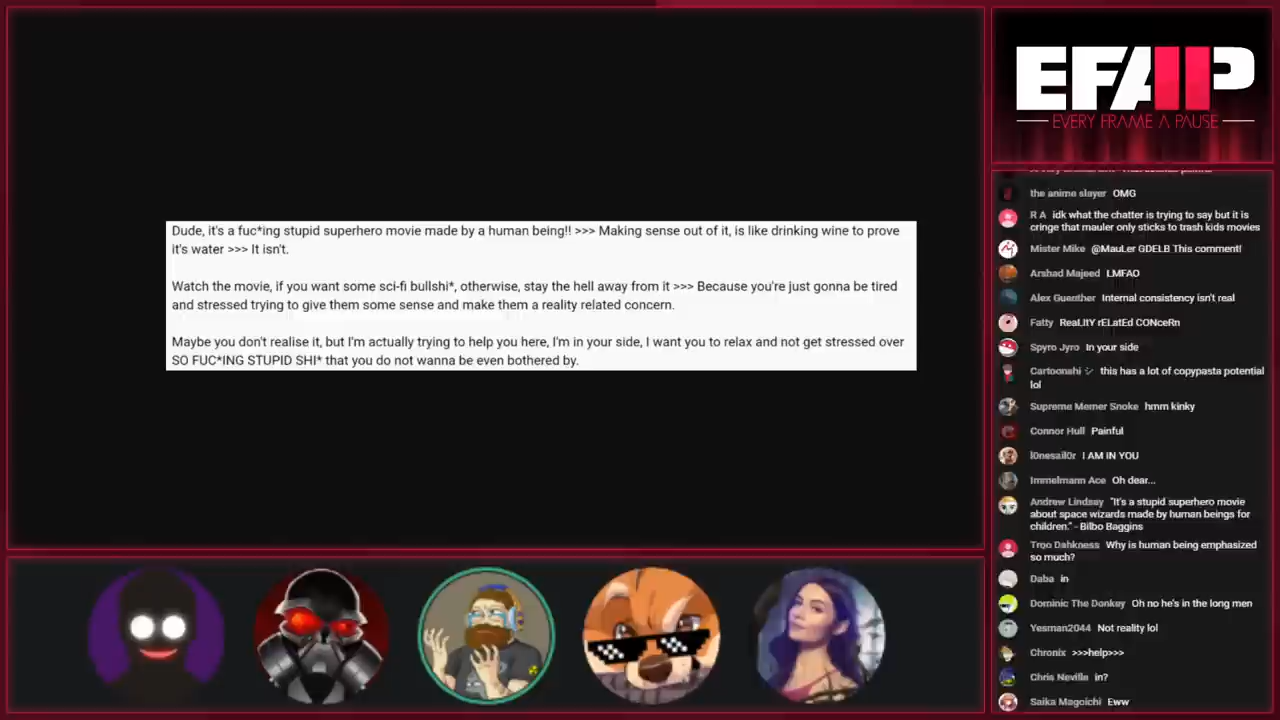 Dude, it's a fuc*ing stupid superhero movie made by a human being!! >>> Making sense out of it, is like drinking wine to prove
it's water >>> It isn't.
Watch the movie, if you want some sci-fi bullshi*, otherwise, stay the hell away from it >>> Because you're just gonna be tired
and stressed trying to give them some sense and make them a reality related concern.
Maybe you don't realise it, but I'm actually trying to help you here, I'm in your side, I want you to relax and not get stressed over
SO FUC*ING STUPID SHI* that you do not wanna be even bothered by.
EFAP
EVERY FRAME A PAUSE
the anime slayer OMG
R A idk what the chatter is trying to say but it is
cringe that mauler only sticks to trash kids movies
Mister Mike @MauLer GDELB This comment!
Arshad Majeed LMFAO
Alex Guenther Internal consistency isn't real
Fatty ReaLItY rELatEd CONceRn
Spyro Jyro In your side
Cartoonahi シ this has a lot of copypasta potential
lol
Supreme Memer Snoke hmm kinky
Connor Hull Painful
l0nesail0r I AM IN YOU
Immelmann Ace Oh dear...
Andrew Lindsay "It's a stupid superhero movie
about space wizards made by human beings for
children." - Bilbo Baggins
Troo Dahkness Why is human being emphasized
so much?
Daba in
Dominic The Donkey Oh no he's in the long men
Yesman2044 Not reality lol
Chronix >>>help>>>
Chris Neville in?
Saika Magoichi Eww